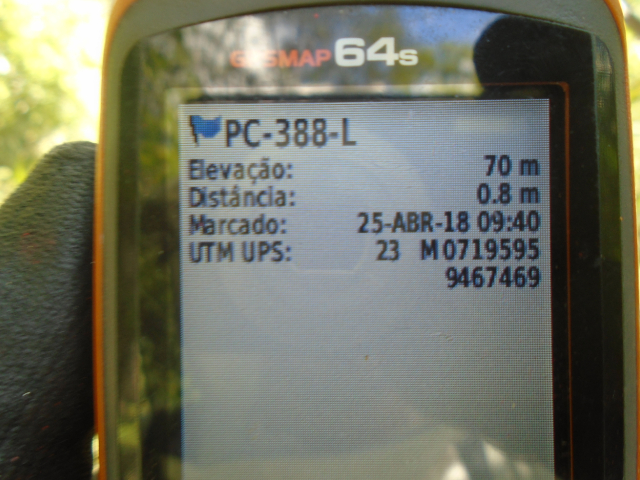 GPSMAP 64s
PC-388-L
Elevação: 70 m
Distância: 0.8 m
Marcado: 25-ABR-18 09:40
UTM UPS: 23 M 0719595
9467469